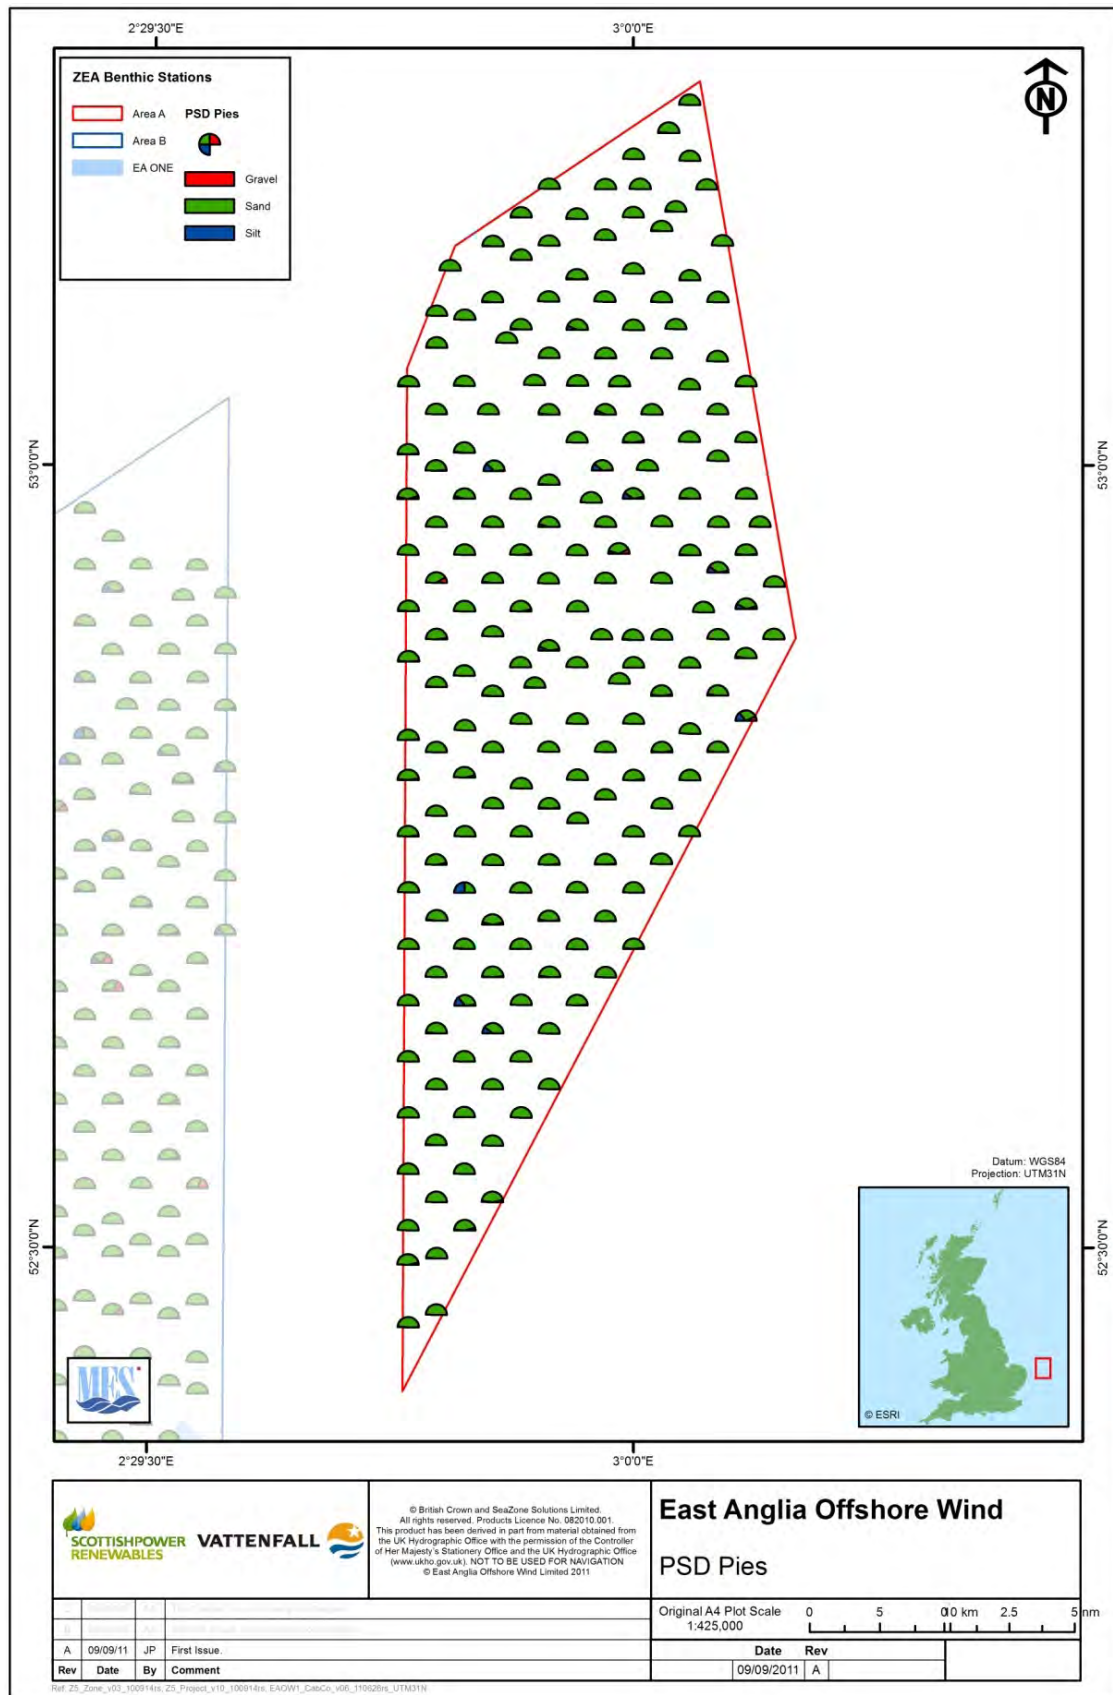 2°29'30"E
3°0'0"E
ZEA Benthic Stations
Area A
PSD Pies
Area B
EA ONE
Gravel
Sand
Silt
N
53°0'0"N
53°0'0"N
52°30'0"N
52°30'0"N
Datum: WGS84
Projection: UTM31N
MES
© ESRI
2°29'30"E
3°0'0"E
SCOTTISHPOWER
RENEWABLES
VATTENFALL
© British Crown and SeaZone Solutions Limited.
All rights reserved. Products Licence No. 082010.001.
This product has been derived in part from material obtained from
the UK Hydrographic Office with the permission of the Controller
of Her Majesty's Stationery Office and the UK Hydrographic Office
(www.ukho.gov.uk). NOT TO BE USED FOR NAVIGATION
© East Anglia Offshore Wind Limited 2011
East Anglia Offshore Wind
PSD Pies
Original A4 Plot Scale
1:425,000
0 5 10 km
0 2.5 5 nm
A 09/09/11 JP First Issue.
Rev Date By Comment
Date Rev
09/09/2011 A
Ref: Z5_Zone_v03_100914rs, Z5_Project_v10_100914rs, EAOW1_CabCo_v06_110626rs_UTM31N